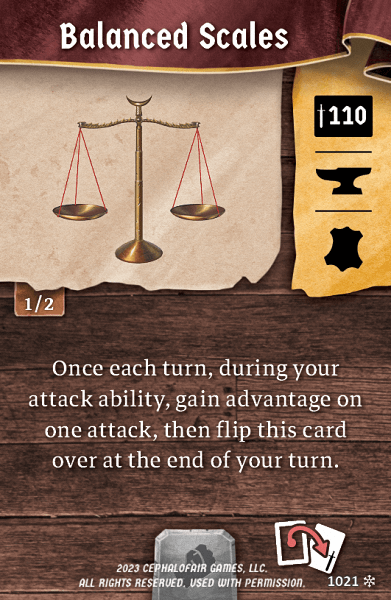 Balanced Scales
110
1/2
Once each turn, during your
attack ability, gain advantage on
one attack, then flip this card
over at the end of your turn.
2023 CEPHALOFAIR GAMES, LLC.
ALL RIGHTS RESERVED. USED WITH PERMISSION.
1021